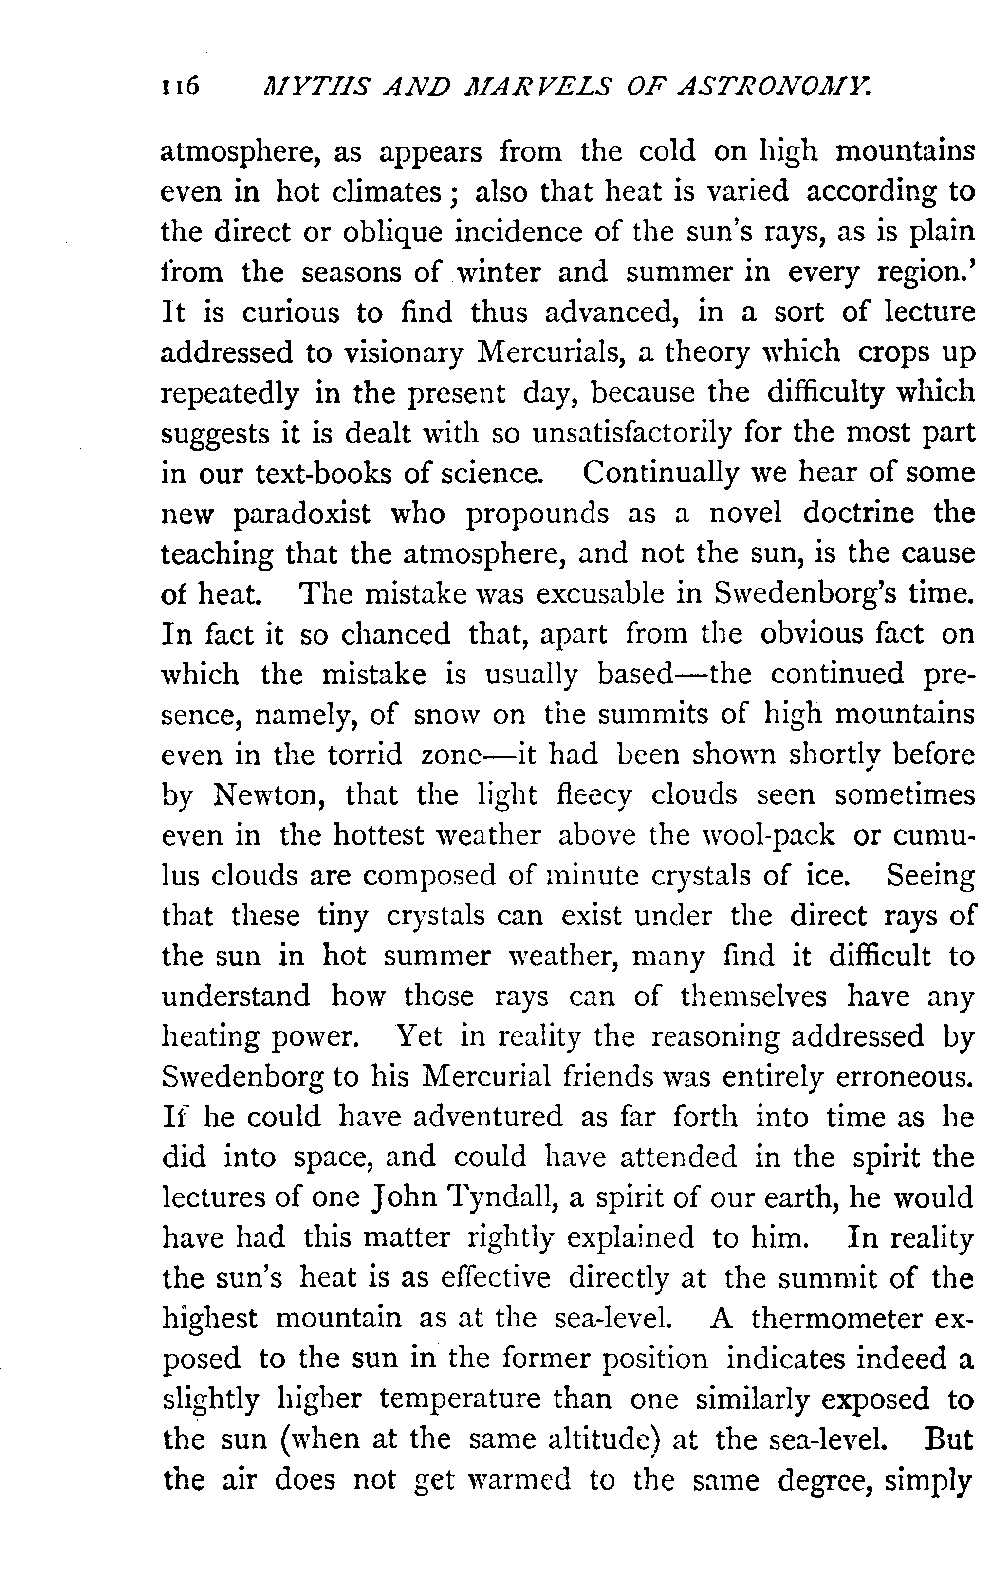 116 MYTHS AND MARVELS OF ASTRONOMY.
atmosphere, as appears from the cold on high mountains
even in hot climates ; also that heat is varied according to
the direct or oblique incidence of the sun's rays, as is plain
from the seasons of winter and summer in every region.'
It is curious to find thus advanced, in a sort of lecture
addressed to visionary Mercurials, a theory which crops up
repeatedly in the present day, because the difficulty which
suggests it is dealt with so unsatisfactorily for the most part
in our text-books of science. Continually we hear of some
new paradoxist who propounds as a novel doctrine the
teaching that the atmosphere, and not the sun, is the cause
of heat. The mistake was excusable in Swedenborg's time.
In fact it so chanced that, apart from the obvious fact on
which the mistake is usually based—the continued pre-
sence, namely, of snow on the summits of high mountains
even in the torrid zone—it had been shown shortly before
by Newton, that the light fleecy clouds seen sometimes
even in the hottest weather above the wool-pack or cumu-
lus clouds are composed of minute crystals of ice. Seeing
that these tiny crystals can exist under the direct rays of
the sun in hot summer weather, many find it difficult to
understand how those rays can of themselves have any
heating power. Yet in reality the reasoning addressed by
Swedenborg to his Mercurial friends was entirely erroneous.
If he could have adventured as far forth into time as he
did into space, and could have attended in the spirit the
lectures of one John Tyndall, a spirit of our earth, he would
have had this matter rightly explained to him. In reality
the sun's heat is as effective directly at the summit of the
highest mountain as at the sea-level. A thermometer ex-
posed to the sun in the former position indicates indeed a
slightly higher temperature than one similarly exposed to
the sun (when at the same altitude) at the sea-level. But
the air does not get warmed to the same degree, simply